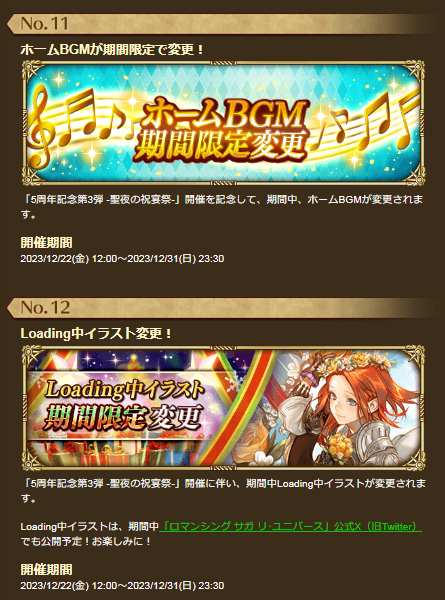 No.11
ホームBGMが期間限定で変更！
ホームBGM
期間限定変更
「5周年記念第3弾 -聖夜の祝宴祭-」開催を記念して、期間中、ホームBGMが変更されま
す。
開催期間
2023/12/22(金) 12:00～2023/12/31(日) 23:30
No.12
Loading中イラスト変更！
Loading中イラスト
期間限定変更
「5周年記念第3弾 -聖夜の祝宴祭-」開催に伴い、期間中Loading中イラストが変更されま
す。
Loading中イラストは、期間中「ロマンシング サガ リ･ユニバース」公式X（旧Twitter）
でも公開予定！お楽しみに！
開催期間
2023/12/22(金) 12:00～2023/12/31(日) 23:30